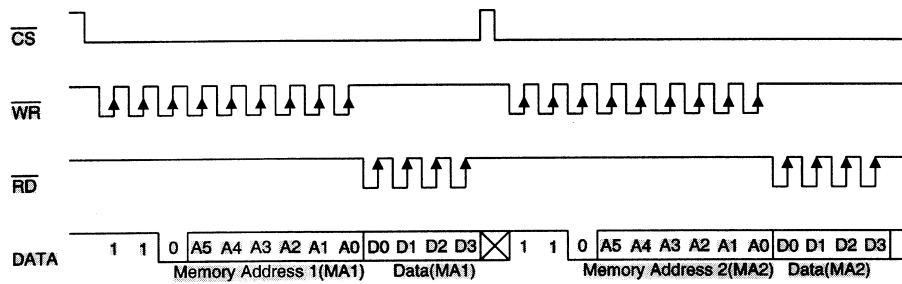 CS
WR
RD
DATA 1 1 0 A5 A4 A3 A2 A1 A0 D0 D1 D2 D3 1 1 0 A5 A4 A3 A2 A1 A0 D0 D1 D2 D3
Memory Address 1(MA1) Data(MA1) Memory Address 2(MA2) Data(MA2)